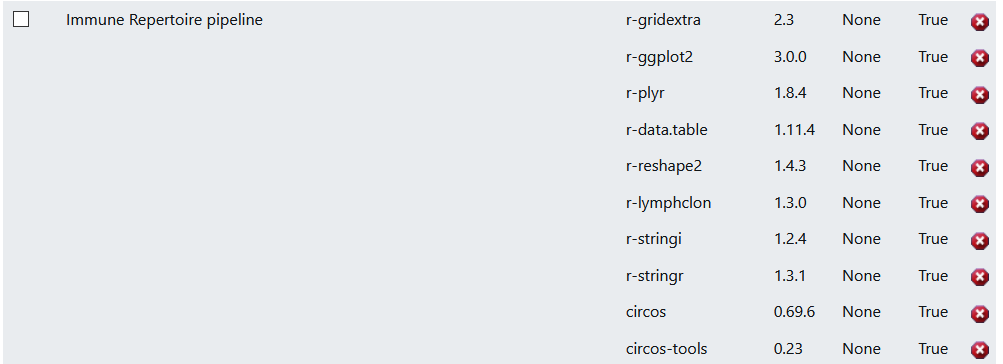 Immune Repertoire pipeline r-gridextra 2.3 None True
r-ggplot2 3.0.0 None True
r-plyr 1.8.4 None True
r-data.table 1.11.4 None True
r-reshape2 1.4.3 None True
r-lymphclon 1.3.0 None True
r-stringi 1.2.4 None True
r-stringr 1.3.1 None True
circos 0.69.6 None True
circos-tools 0.23 None True